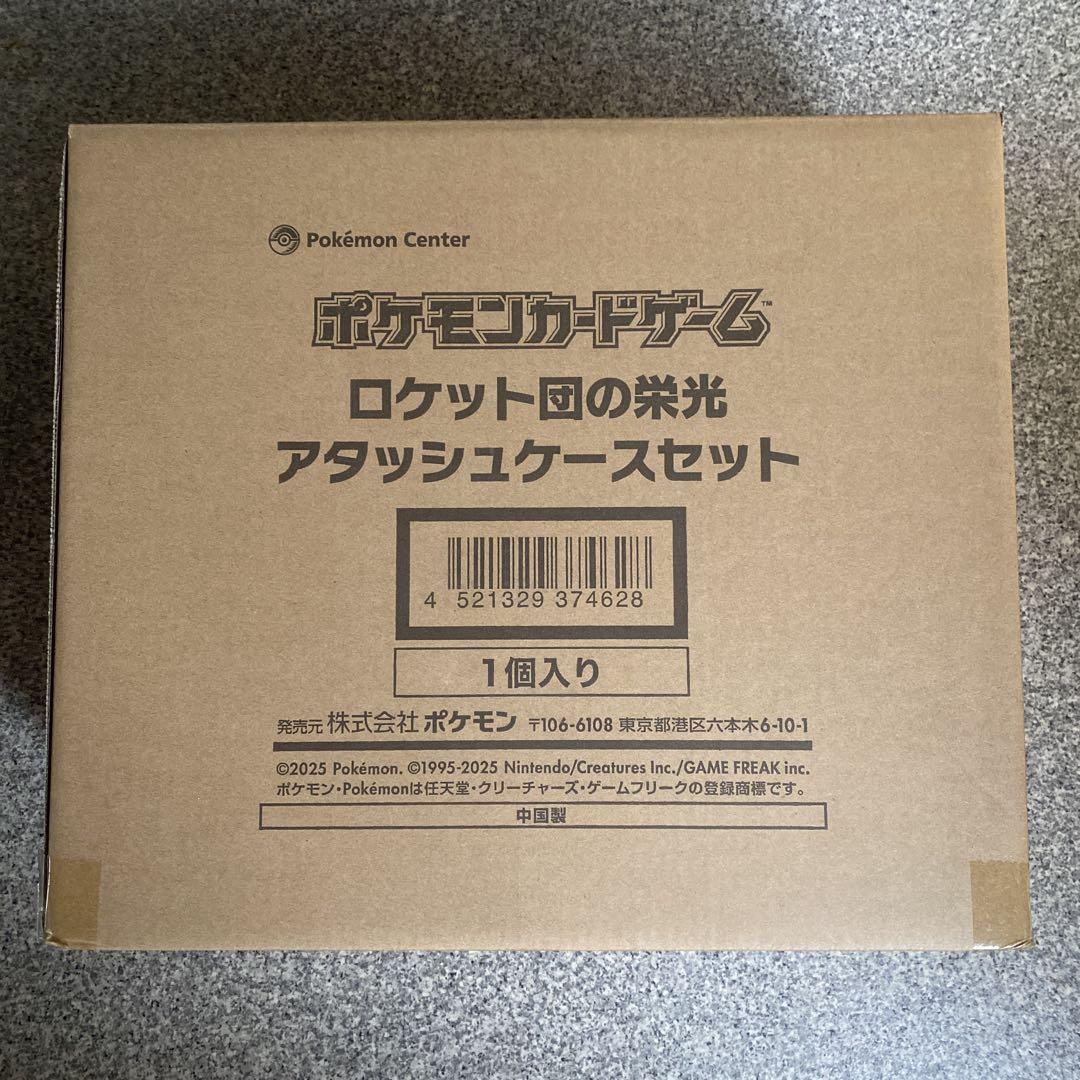 Pokémon Center
ポケモンカードゲーム™
ロケット団の栄光
アタッシュケースセット
4 521329 374628
1個入り
発売元 株式会社 ポケモン 〒106-6108 東京都港区六本木6-10-1
©2025 Pokémon. ©1995-2025 Nintendo/Creatures Inc./GAME FREAK inc.
ポケモン・Pokémonは任天堂・クリーチャーズ・ゲームフリークの登録商標です。
中国製